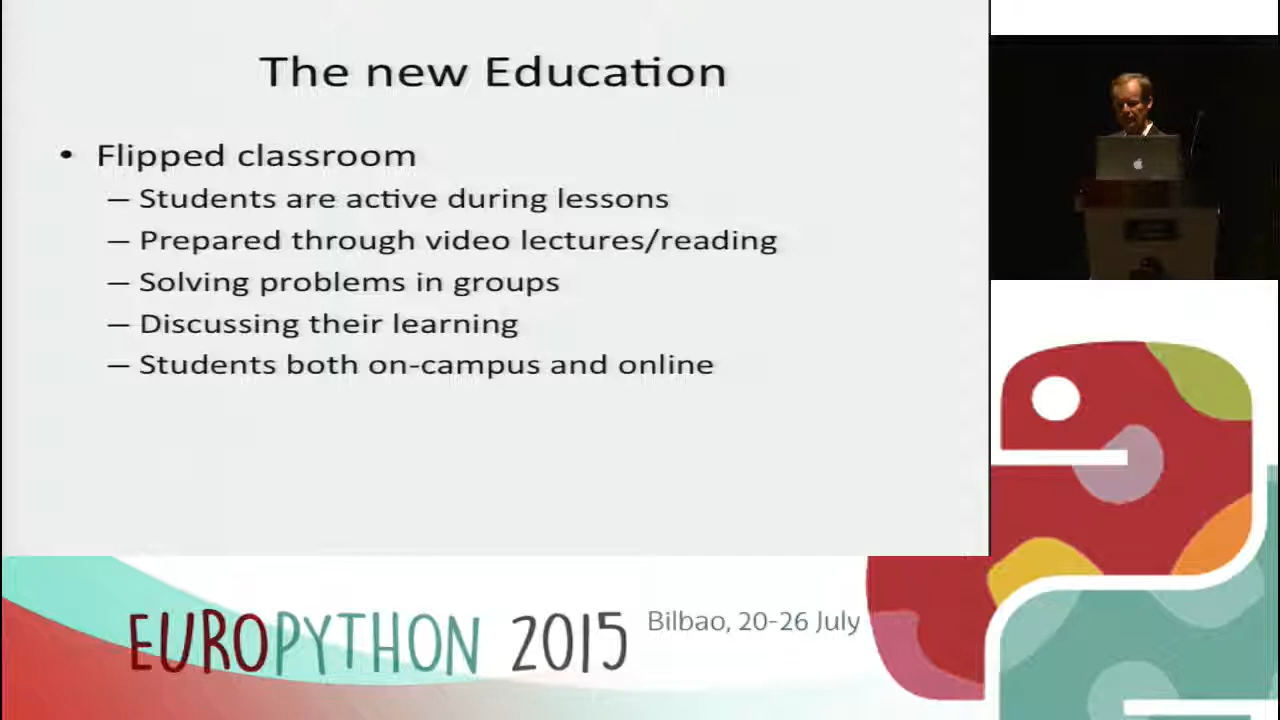 The new Education
• Flipped classroom
– Students are active during lessons
– Prepared through video lectures/reading
– Solving problems in groups
– Discussing their learning
– Students both on-campus and online
EUROPYTHON 2015 Bilbao, 20-26 July